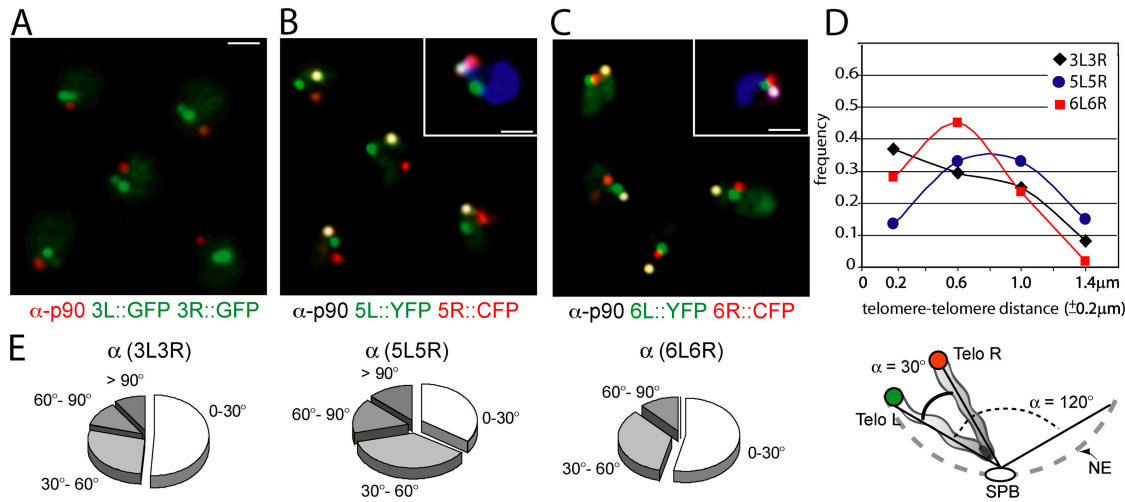 A
B
C
D
α-p90 3L::GFP 3R::GFP
α-p90 5L::YFP 5R::CFP
α-p90 6L::YFP 6R::CFP
3L3R
5L5R
6L6R
frequency
0.6
0.5
0.4
0.3
0.2
0.1
0
0.2 0.6 1.0 1.4μm
telomere-telomere distance (±0.2μm)
E
α (3L3R)
> 90°
60°- 90°
0-30°
30°- 60°
α (5L5R)
> 90°
60°- 90°
0-30°
30°- 60°
α (6L6R)
60°- 90°
0-30°
30°- 60°
Telo R
α = 30°
α = 120°
Telo L
NE
SPB